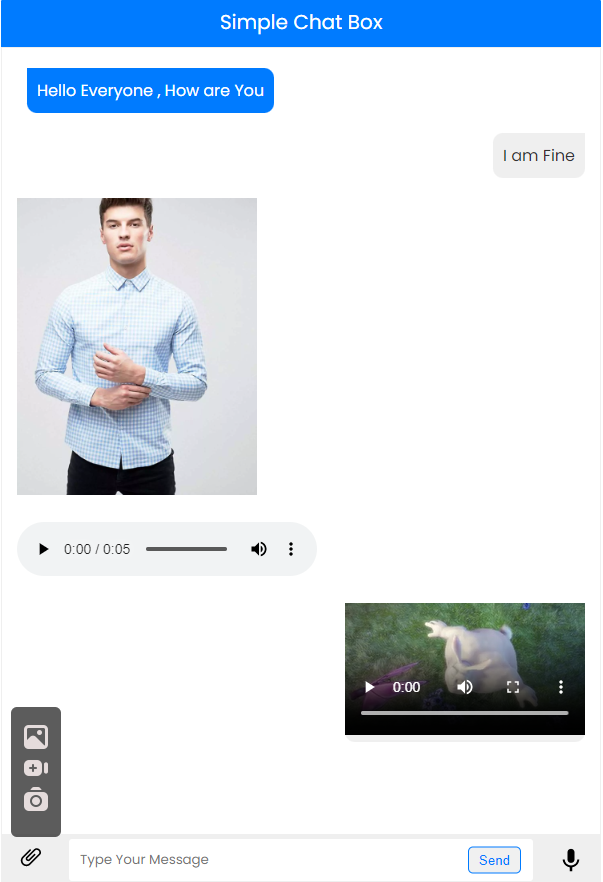 Simple Chat Box
Hello Everyone , How are You
I am Fine
0:00 / 0:05
0:00
Type Your Message
Send